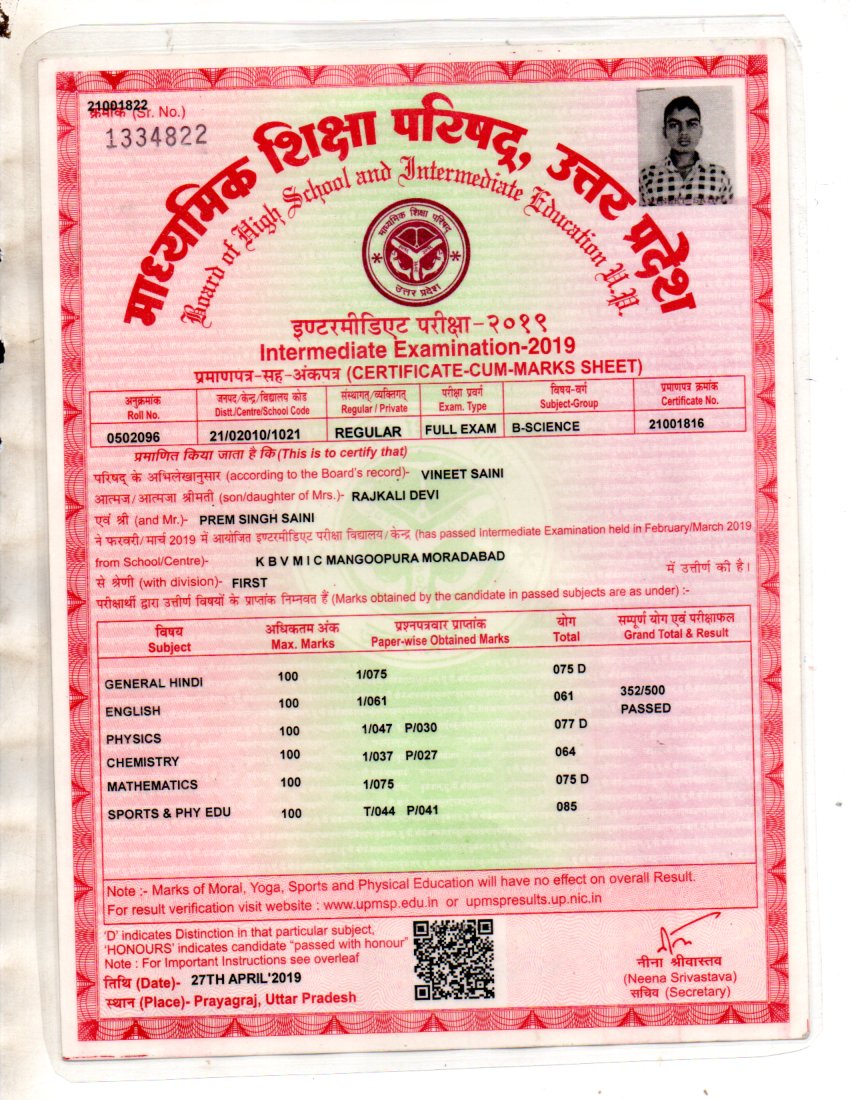 21001822
क्रमांक (Sr. No.)
1334822
माध्यमिक शिक्षा परिषद्, उत्तर प्रदेश
Board of High School and Intermediate Education U.P.
माध्यमिक शिक्षा परिषद्
उत्तर प्रदेश
इण्टरमीडिएट परीक्षा-२०१९
Intermediate Examination-2019
प्रमाणपत्र-सह-अंकपत्र (CERTIFICATE-CUM-MARKS SHEET)
अनुक्रमांक जनपद/केन्द्र/विद्यालय कोड संस्थागत्/व्यक्तिगत् परीक्षा प्रवर्ग विषय-वर्ग प्रमाणपत्र क्रमांक
Roll No. Distt./Centre/School Code Regular / Private Exam. Type Subject-Group Certificate No.
0502096 21/02010/1021 REGULAR FULL EXAM B-SCIENCE 21001816
प्रमाणित किया जाता है कि (This is to certify that)
परिषद के अभिलेखानुसार (according to the Board's record)- VINEET SAINI
आत्मज/आत्मजा श्रीमती (son/daughter of Mrs.)- RAJKALI DEVI
एवं श्री (and Mr.)- PREM SINGH SAINI
ने फरवरी/मार्च 2019 में आयोजित इण्टरमीडिएट परीक्षा विद्यालय/केन्द्र (has passed Intermediate Examination held in February/March 2019
from School/Centre)- K B V M I C MANGOOPURA MORADABAD में उत्तीर्ण की है।
से श्रेणी (with division)- FIRST
परीक्षार्थी द्वारा उत्तीर्ण विषयों के प्राप्तांक निम्नवत हैं (Marks obtained by the candidate in passed subjects are as under) :-
विषय अधिकतम अंक प्रश्नपत्रवार प्राप्तांक योग सम्पूर्ण योग एवं परीक्षाफल
Subject Max. Marks Paper-wise Obtained Marks Total Grand Total & Result
GENERAL HINDI 100 1/075 075 D
ENGLISH 100 1/061 061 352/500
PASSED
PHYSICS 100 1/047 P/030 077 D
CHEMISTRY 100 1/037 P/027 064
MATHEMATICS 100 1/075 075 D
SPORTS & PHY EDU 100 T/044 P/041 085
Note :- Marks of Moral, Yoga, Sports and Physical Education will have no effect on overall Result.
For result verification visit website : www.upmsp.edu.in or upmspresults.up.nic.in
'D' indicates Distinction in that particular subject,
'HONOURS' indicates candidate "passed with honour"
Note : For Important Instructions see overleaf
तिथि (Date)- 27TH APRIL'2019
स्थान (Place)- Prayagraj, Uttar Pradesh
नीना श्रीवास्तव
(Neena Srivastava)
सचिव (Secretary)